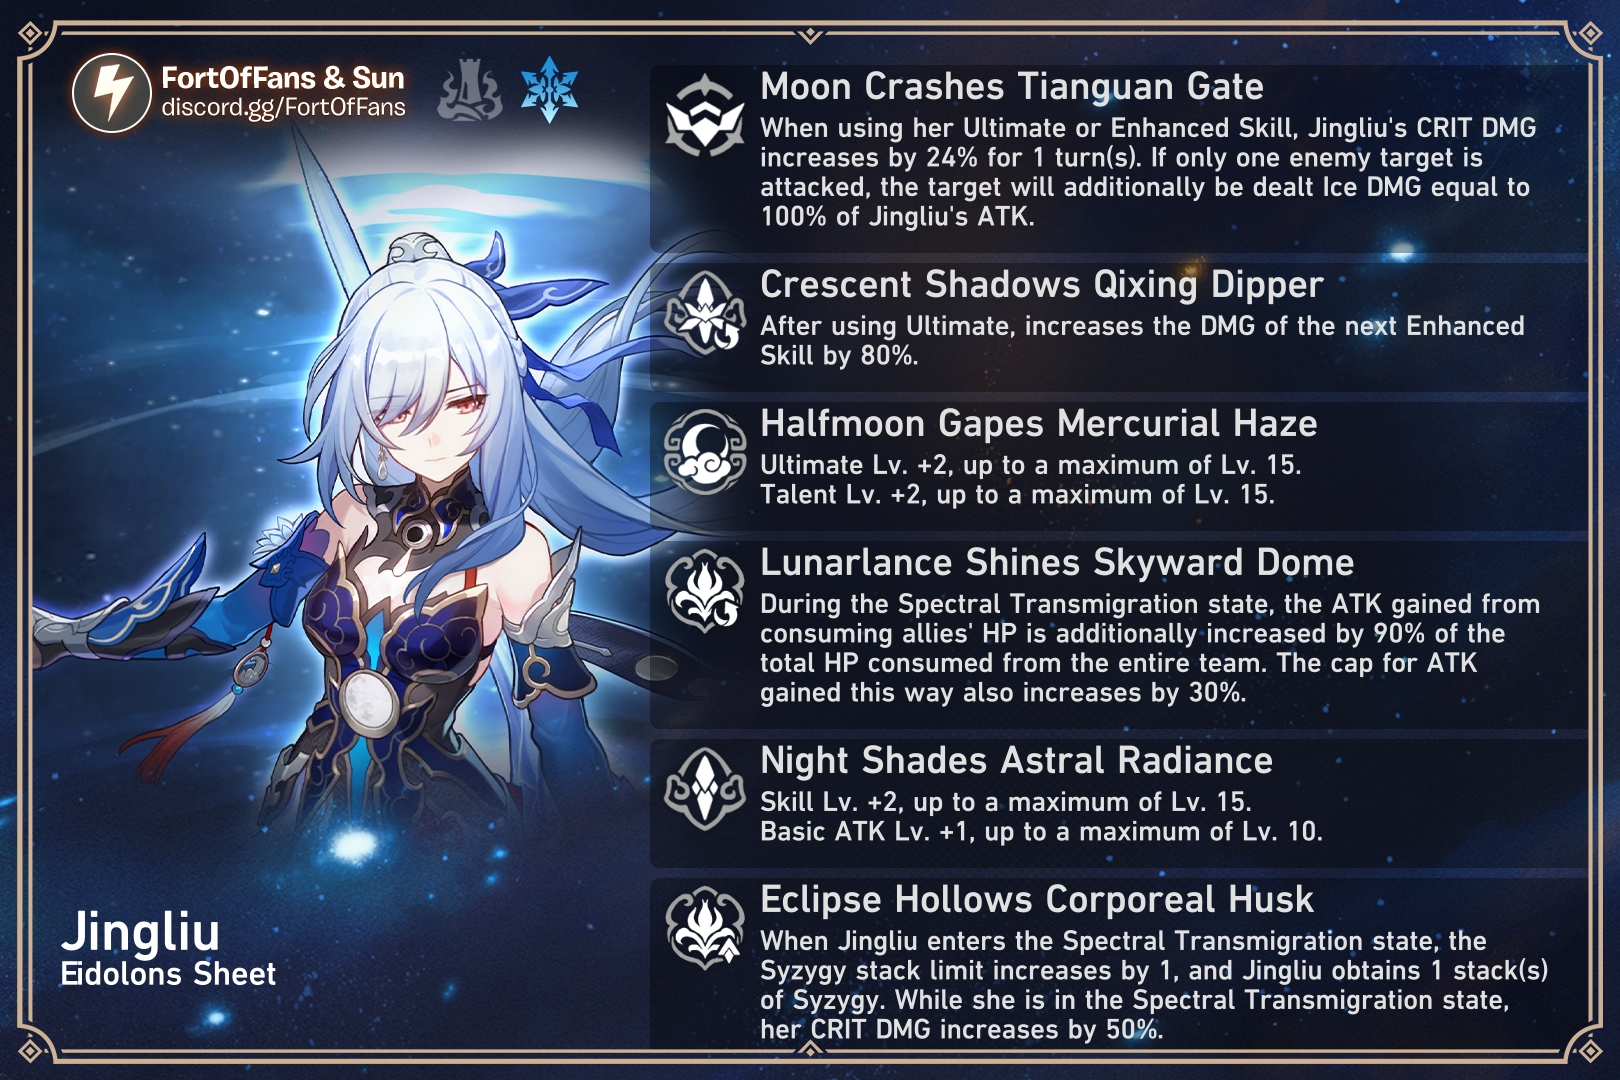 FortOfFans & Sun
discord.gg/FortOfFans
Moon Crashes Tianguan Gate
When using her Ultimate or Enhanced Skill, Jingliu's CRIT DMG
increases by 24% for 1 turn(s). If only one enemy target is
attacked, the target will additionally be dealt Ice DMG equal to
100% of Jingliu's ATK.
Crescent Shadows Qixing Dipper
After using Ultimate, increases the DMG of the next Enhanced
Skill by 80%.
Halfmoon Gapes Mercurial Haze
Ultimate Lv. +2, up to a maximum of Lv. 15.
Talent Lv. +2, up to a maximum of Lv. 15.
Lunarlance Shines Skyward Dome
During the Spectral Transmigration state, the ATK gained from
consuming allies' HP is additionally increased by 90% of the
total HP consumed from the entire team. The cap for ATK
gained this way also increases by 30%.
Night Shades Astral Radiance
Skill Lv. +2, up to a maximum of Lv. 15.
Basic ATK Lv. +1, up to a maximum of Lv. 10.
Eclipse Hollows Corporeal Husk
When Jingliu enters the Spectral Transmigration state, the
Syzygy stack limit increases by 1, and Jingliu obtains 1 stack(s)
of Syzygy. While she is in the Spectral Transmigration state,
her CRIT DMG increases by 50%.
Jingliu
Eidolons Sheet